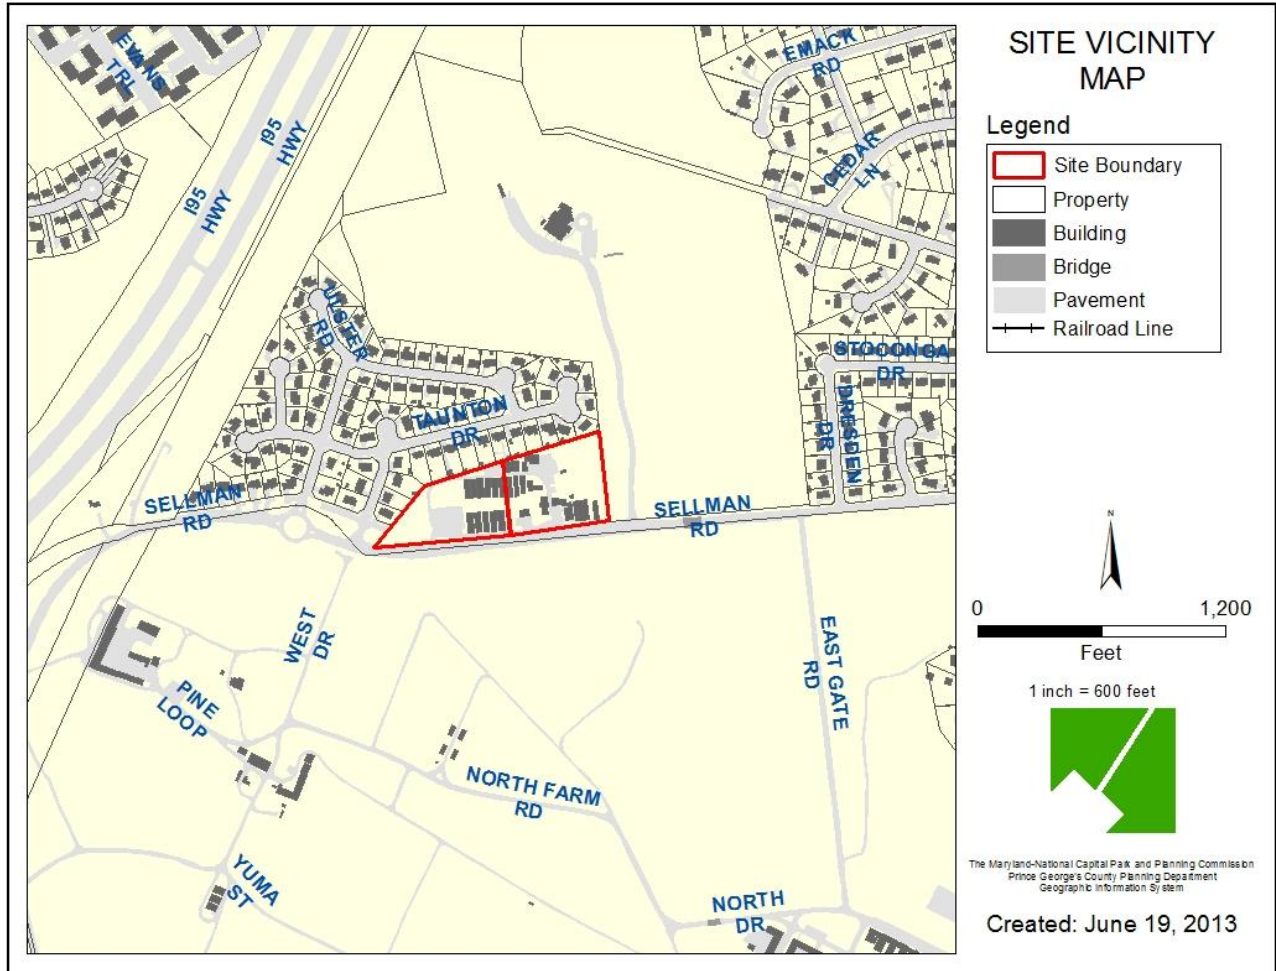 SITE VICINITY
MAP
Legend
Site Boundary
Property
Building
Bridge
Pavement
Railroad Line
N
0 1,200
Feet
1 inch = 600 feet
The Maryland-National Capital Park and Planning Commission
Prince George's County Planning Department
Geographic Information System
Created: June 19, 2013
EVANS
TRL
I95
HWY
I95
HWY
EMACK
RD
CEDAR
LN
ULSTER
RD
STOCONGA
DR
TAUNTON
DR
DRESDEN
DR
SELLMAN
RD
SELLMAN
RD
WEST
DR
EAST GATE
RD
PINE
LOOP
NORTH FARM
RD
YUMA
ST
NORTH
DR